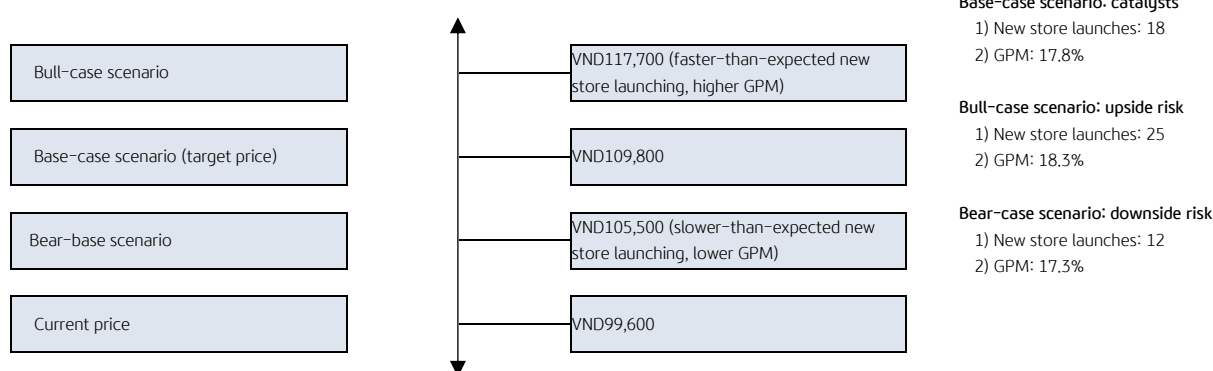 Bull-case scenario
VND117,700 (faster-than-expected new
store launching, higher GPM)
Base-case scenario (target price)
VND109,800
Bear-base scenario
VND105,500 (slower-than-expected new
store launching, lower GPM)
Current price
VND99,600
Base-case scenario: catalysts
1) New store launches: 18
2) GPM: 17.8%
Bull-case scenario: upside risk
1) New store launches: 25
2) GPM: 18.3%
Bear-case scenario: downside risk
1) New store launches: 12
2) GPM: 17.3%